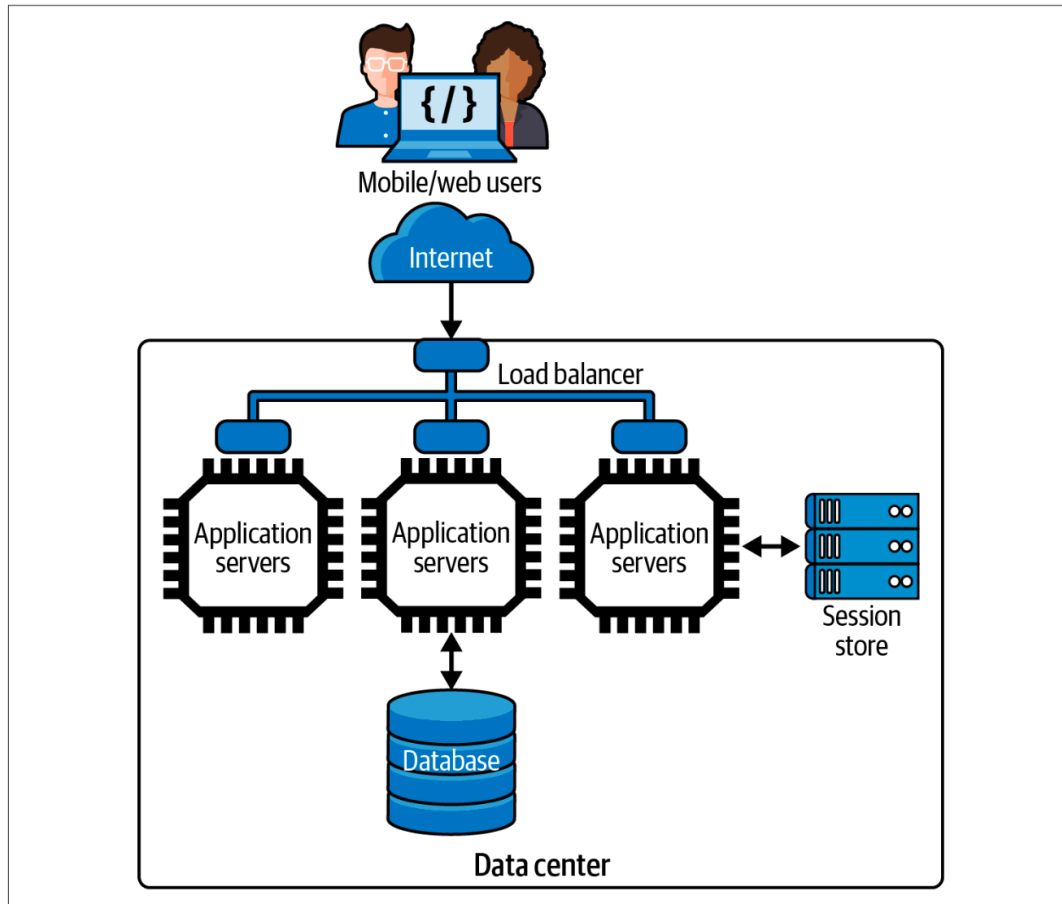 {/}
Mobile/web users
Internet
Load balancer
Application
servers
Application
servers
Application
servers
Session
store
Database
Data center